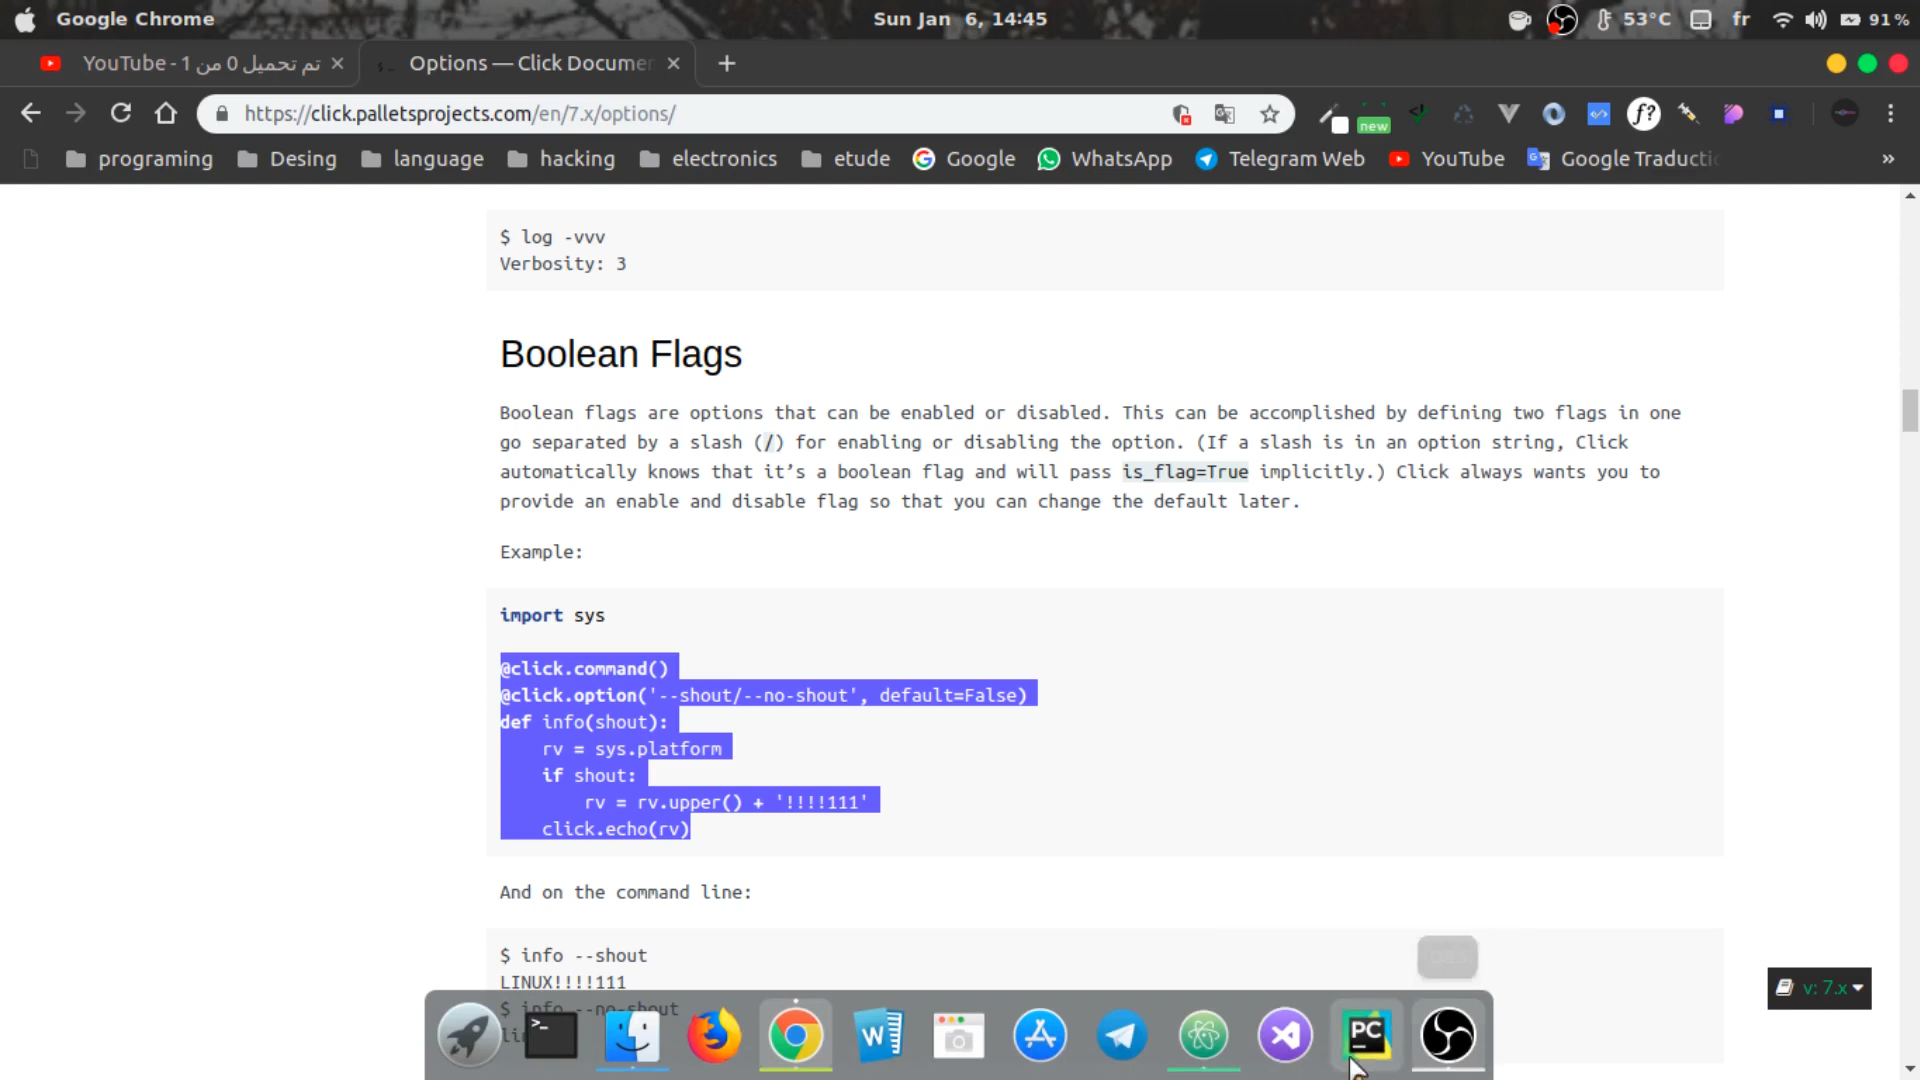 Google Chrome
Sun Jan 6, 14:45
53°C
fr
91%
YouTube - تم تحميل 0 من 1
Options — Click Documen
https://click.palletsprojects.com/en/7.x/options/
f?
new
programing
Desing
language
hacking
electronics
etude
Google
WhatsApp
Telegram Web
YouTube
Google Traducti
»
$ log -vvv
Verbosity: 3
Boolean Flags
Boolean flags are options that can be enabled or disabled. This can be accomplished by defining two flags in one
go separated by a slash (/) for enabling or disabling the option. (If a slash is in an option string, Click
automatically knows that it’s a boolean flag and will pass is_flag=True implicitly.) Click always wants you to
provide an enable and disable flag so that you can change the default later.
Example:
import sys
@click.command()
@click.option('--shout/--no-shout', default=False)
def info(shout):
    rv = sys.platform
    if shout:
        rv = rv.upper() + '!!!!111'
    click.echo(rv)
And on the command line:
$ info --shout
LINUX!!!!111
$ info --no-shout
v: 7.x
>_
W
PC